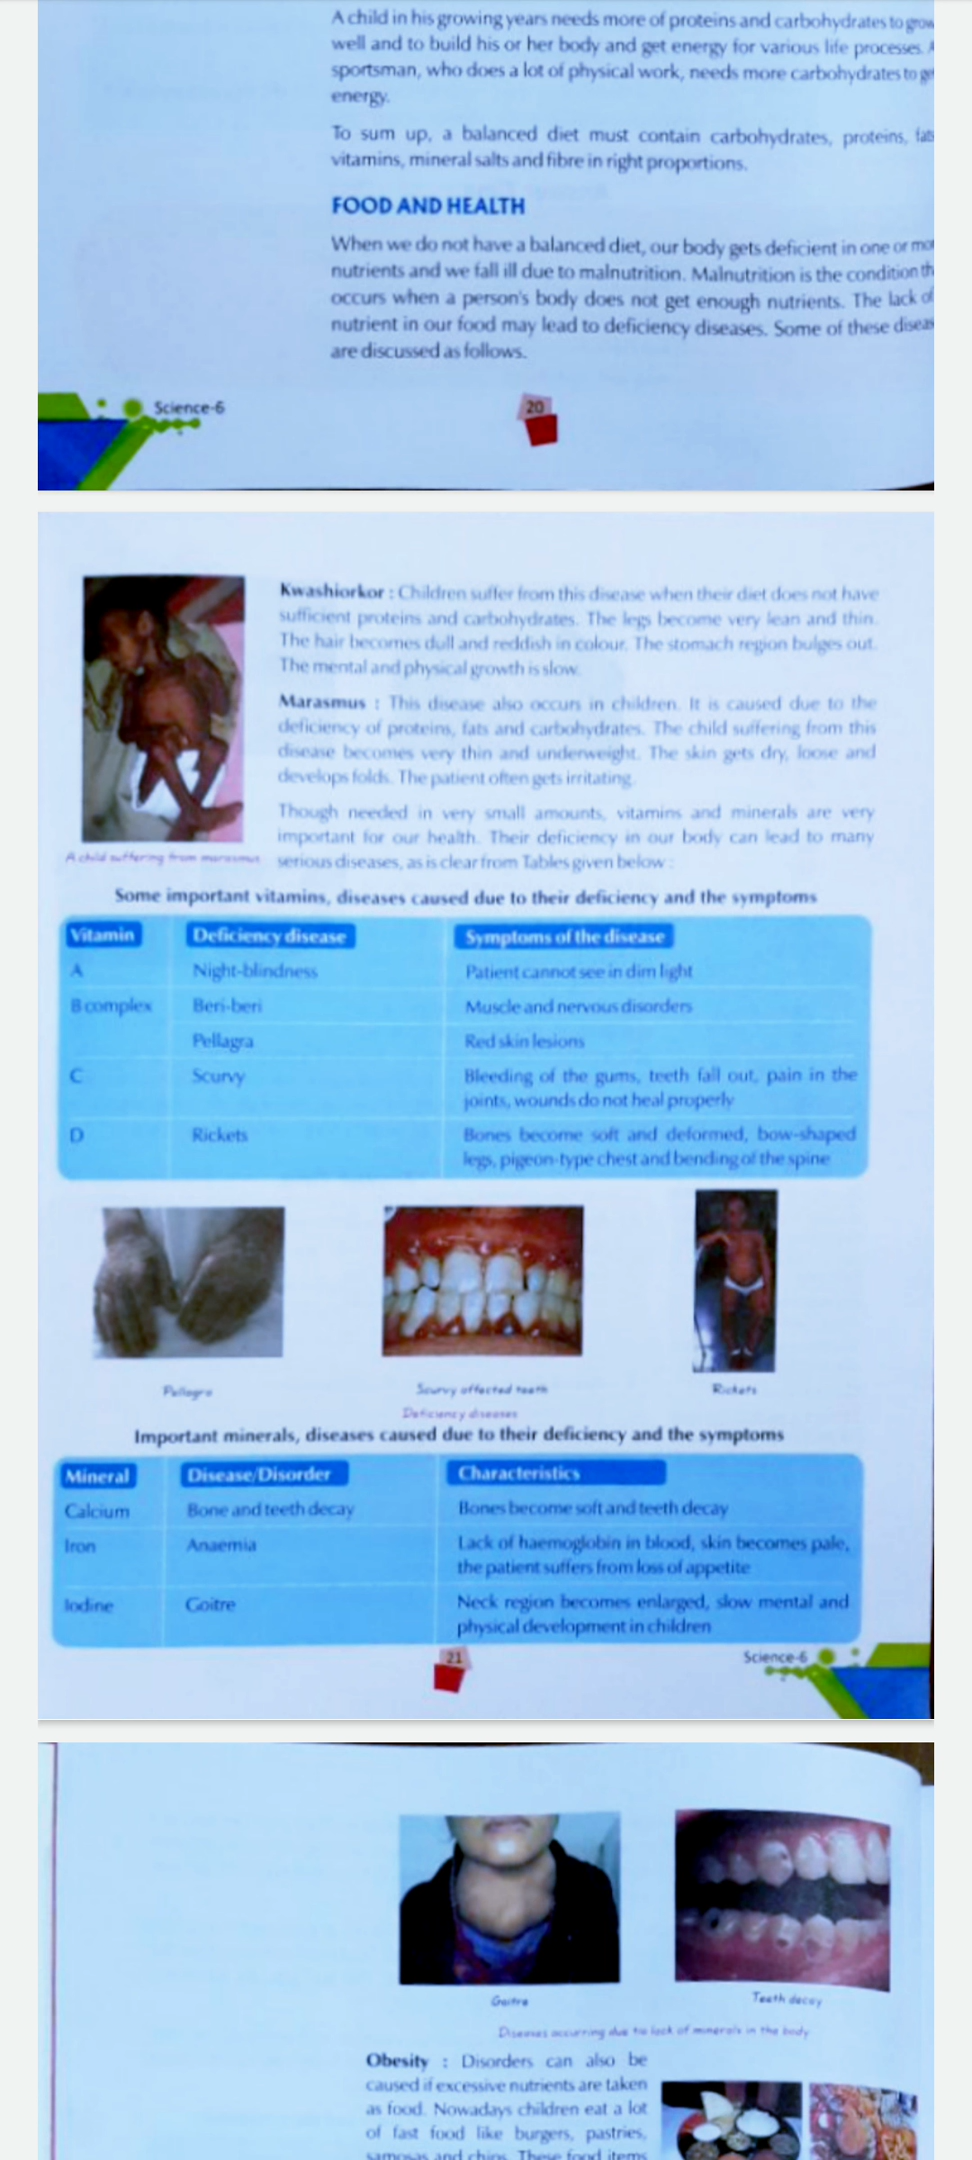 A child in his growing years needs more of proteins and carbohydrates to grow
well and to build his or her body and get energy for various life processes.
sportsman, who does a lot of physical work, needs more carbohydrates to
energy.
To sum up, a balanced diet must contain carbohydrates, proteins,
vitamins, mineral salts and fibre in right proportions.
FOOD AND HEALTH
When we do not have a balanced diet, our body gets deficient in one or
nutrients and we fall ill due to malnutrition. Malnutrition is the condition
occurs when a person's body does not get enough nutrients. The lack of
nutrient in our food may lead to deficiency diseases. Some of these
are discussed as follows.
Science-6
20
Kwashiorkor : Children suffer from this disease when their diet does not have
sufficient proteins and carbohydrates. The legs become very lean and thin.
The hair becomes dull and reddish in colour. The stomach region bulges out.
The mental and physical growth is slow.
Marasmus : This disease also occurs in children. It is caused due to the
deficiency of proteins, fats and carbohydrates. The child suffering from this
disease becomes very thin and underweight. The skin gets dry, loose and
develops folds. The patient often gets irritating.
Though needed in very small amounts, vitamins and minerals are very
important for our health. Their deficiency in our body can lead to many
serious diseases, as is clear from Tables given below :
A child suffering from marasmus
Some important vitamins, diseases caused due to their deficiency and the symptoms
Vitamin Deficiency disease Symptoms of the disease
A Night-blindness Patient cannot see in dim light
B complex Beri-beri Muscle and nervous disorders
Pellagra Red skin lesions
C Scurvy Bleeding of the gums, teeth fall out, pain in the
joints, wounds do not heal properly
D Rickets Bones become soft and deformed, bow-shaped
legs, pigeon-type chest and bending of the spine
Pellagra Scurvy affected teeth Rickets
Deficiency diseases
Important minerals, diseases caused due to their deficiency and the symptoms
Mineral Disease/Disorder Characteristics
Calcium Bone and teeth decay Bones become soft and teeth decay
Iron Anaemia Lack of haemoglobin in blood, skin becomes pale,
the patient suffers from loss of appetite
Iodine Goitre Neck region becomes enlarged, slow mental and
physical development in children
21
Science-6
Goitre Teeth decay
Diseases occurring due to lack of minerals in the body
Obesity : Disorders can also be
caused if excessive nutrients are taken
as food. Nowadays children eat a lot
of fast food like burgers, pastries,
samosas and chips. These food items